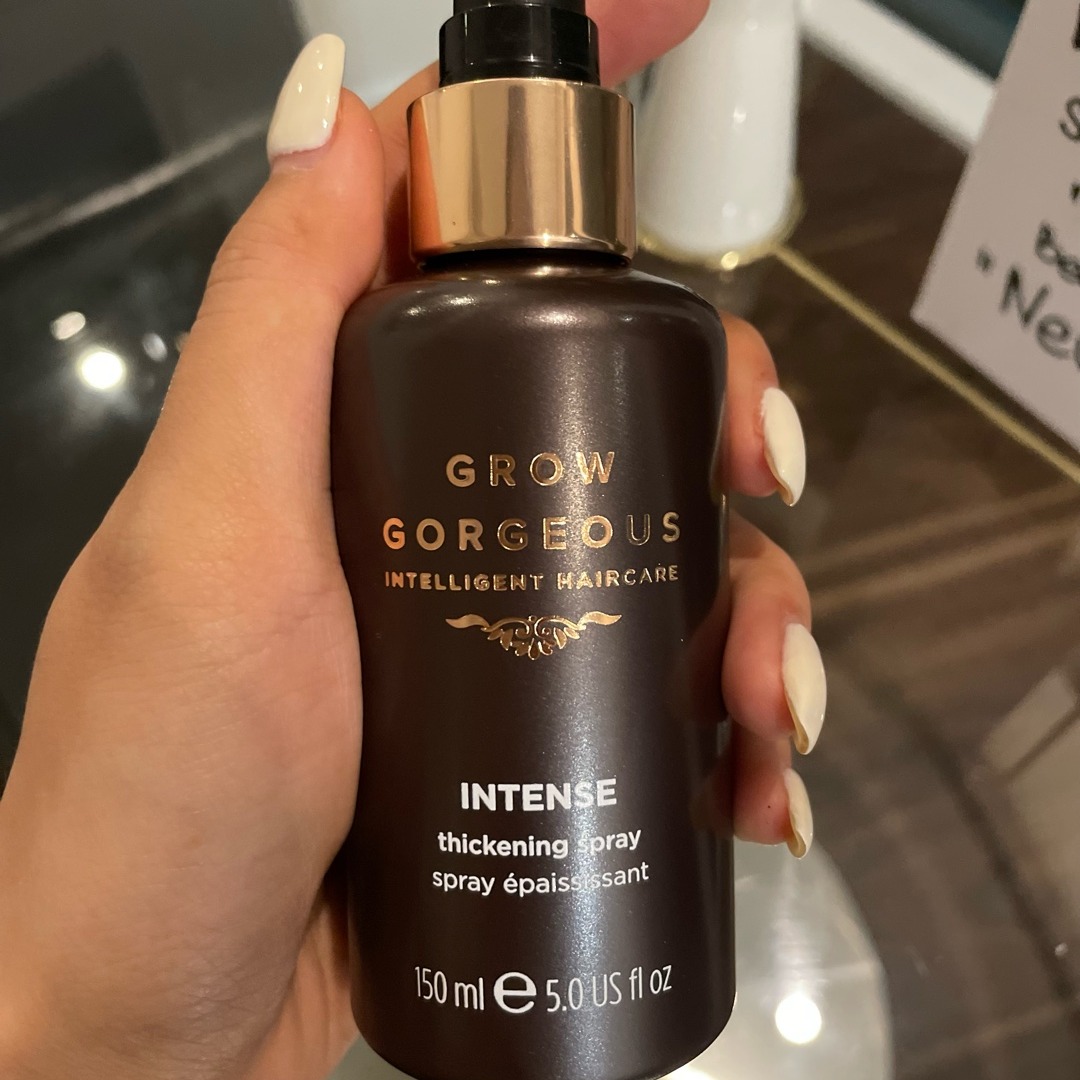 GROW
GORGEOUS
INTELLIGENT HAIRCARE
INTENSE
thickening spray
spray épaississant
150 ml e 5.0 US fl oz